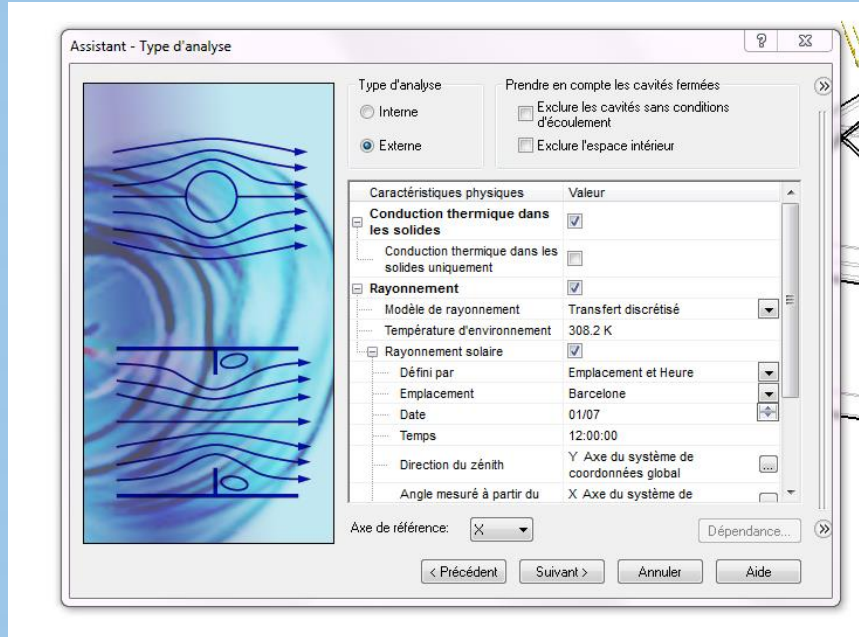 Assistant - Type d'analyse
Type d'analyse
Interne
Externe
Prendre en compte les cavités fermées
Exclure les cavités sans conditions
d'écoulement
Exclure l'espace intérieur
Caractéristiques physiques Valeur
Conduction thermique dans
les solides
Conduction thermique dans les
solides uniquement
Rayonnement
Modèle de rayonnement Transfert discrétisé
Température d'environnement 308.2 K
Rayonnement solaire
Défini par Emplacement et Heure
Emplacement Barcelone
Date 01/07
Temps 12:00:00
Direction du zénith Y Axe du système de
coordonnées global
Angle mesuré à partir du X Axe du système de
Axe de référence: X Dépendance...
< Précédent Suivant > Annuler Aide